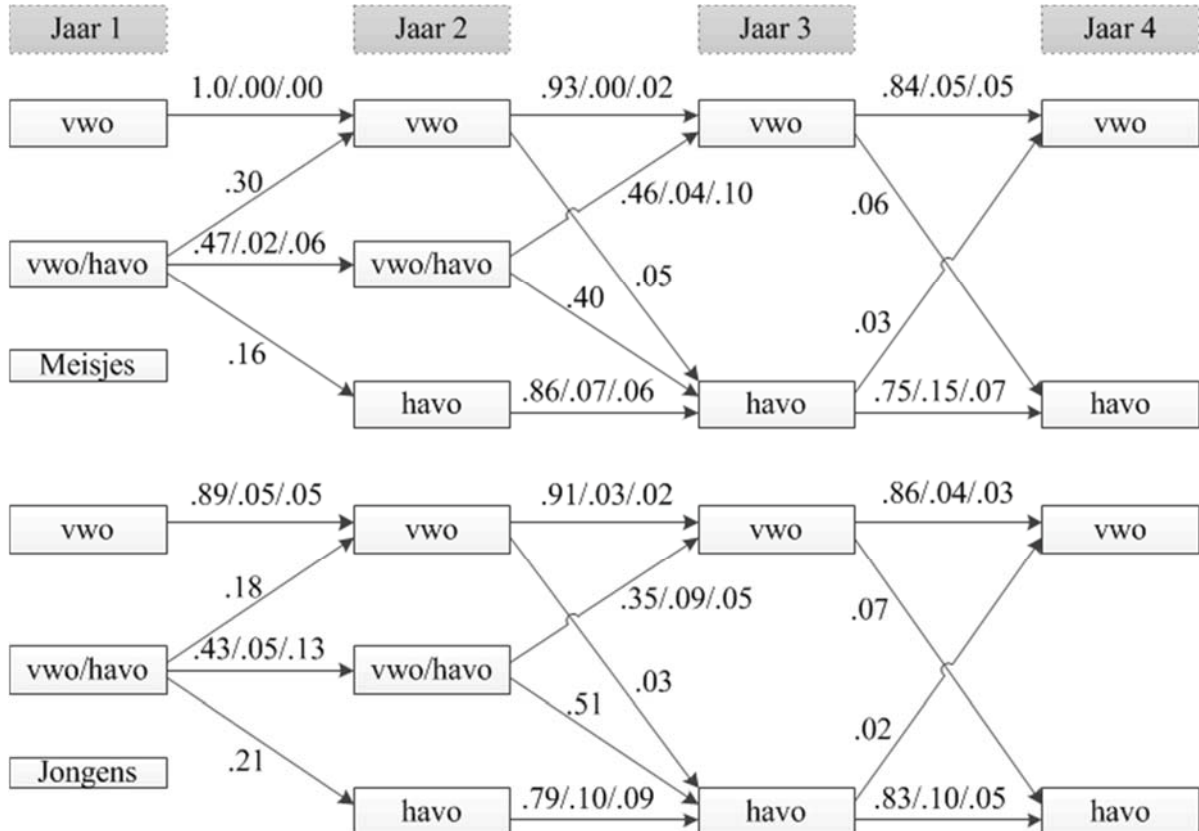 Jaar 1 Jaar 2 Jaar 3 Jaar 4
1.0/.00/.00 .93/.00/.02 .84/.05/.05
vwo vwo vwo vwo
.30 .46/.04/.10 .06
.47/.02/.06
vwo/havo vwo/havo
.05
.40 .03
Meisjes .16
.86/.07/.06 .75/.15/.07
havo havo havo
.89/.05/.05 .91/.03/.02 .86/.04/.03
vwo vwo vwo vwo
.18 .35/.09/.05 .07
.43/.05/.13
vwo/havo vwo/havo
.03
.51 .02
Jongens .21
.79/.10/.09 .83/.10/.05
havo havo havo